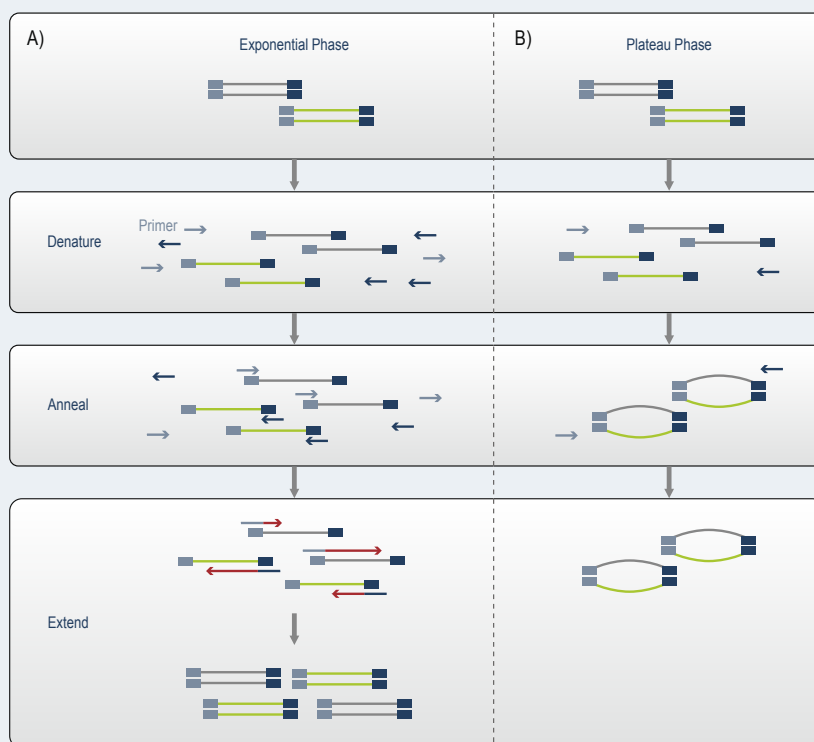 A)
Exponential Phase
B)
Plateau Phase
Primer
Denature
Anneal
Extend